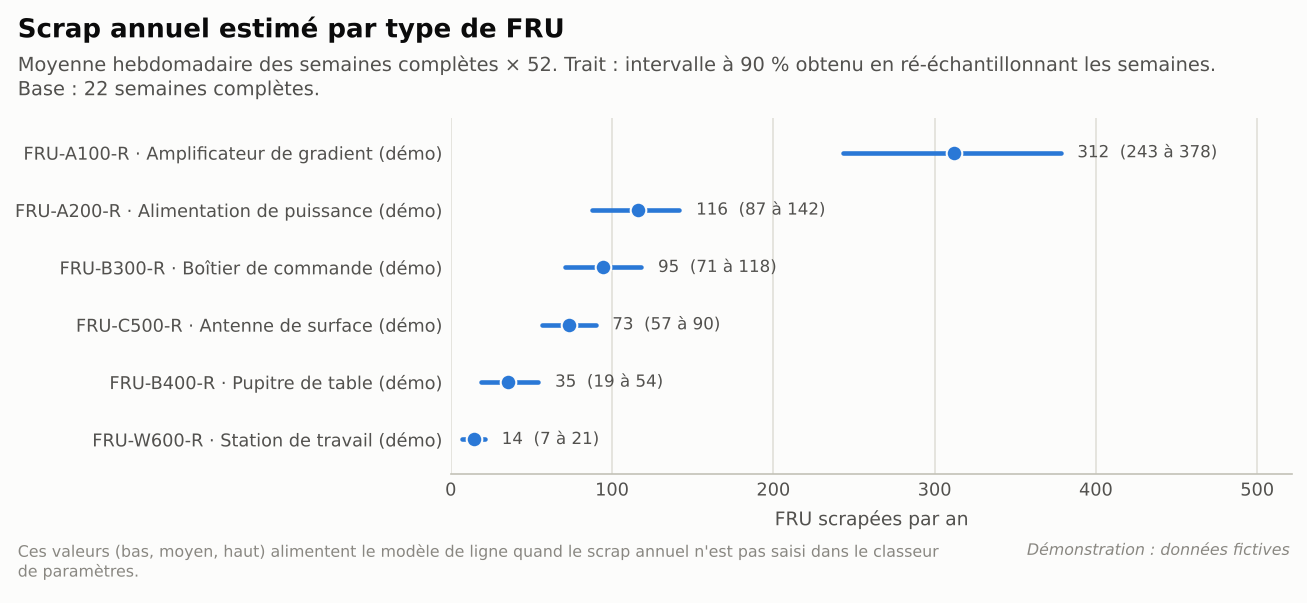 Scrap annuel estimé par type de FRU
Moyenne hebdomadaire des semaines complètes × 52. Trait : intervalle à 90 % obtenu en ré-échantillonnant les semaines.
Base : 22 semaines complètes.
FRU-A100-R · Amplificateur de gradient (démo)
312 (243 à 378)
FRU-A200-R · Alimentation de puissance (démo)
116 (87 à 142)
FRU-B300-R · Boîtier de commande (démo)
95 (71 à 118)
FRU-C500-R · Antenne de surface (démo)
73 (57 à 90)
FRU-B400-R · Pupitre de table (démo)
35 (19 à 54)
FRU-W600-R · Station de travail (démo)
14 (7 à 21)
0 100 200 300 400 500
FRU scrapées par an
Ces valeurs (bas, moyen, haut) alimentent le modèle de ligne quand le scrap annuel n'est pas saisi dans le classeur
de paramètres.
Démonstration : données fictives